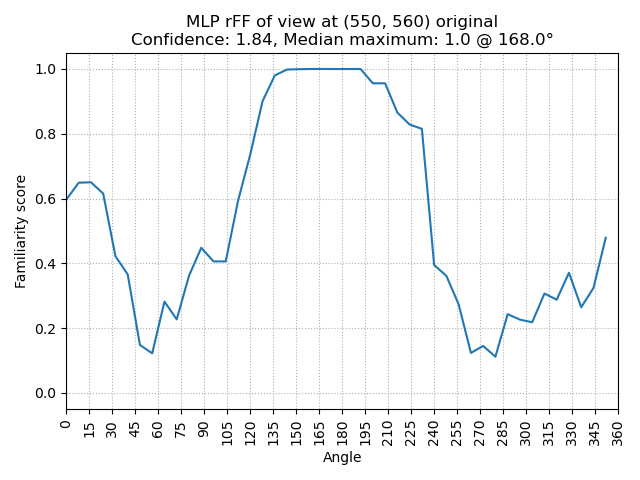 MLP rFF of view at (550, 560) original
Confidence: 1.84, Median maximum: 1.0 @ 168.0°
1.0
0.8
0.6
0.4
0.2
0.0
Familiarity score
0 15 30 45 60 75 90 105 120 135 150 165 180 195 210 225 240 255 270 285 300 315 330 345 360
Angle